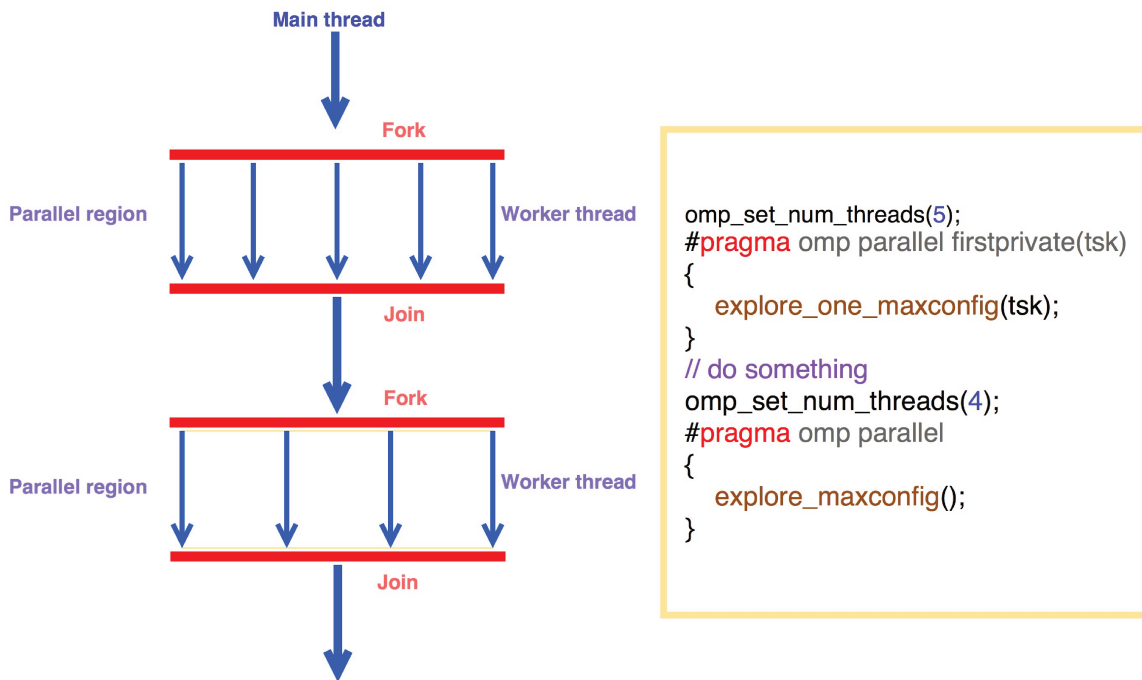 Main thread
Fork
Parallel region
Worker thread
Join
Fork
Parallel region
Worker thread
Join
omp_set_num_threads(5);
#pragma omp parallel firstprivate(tsk)
{
explore_one_maxconfig(tsk);
}
// do something
omp_set_num_threads(4);
#pragma omp parallel
{
explore_maxconfig();
}